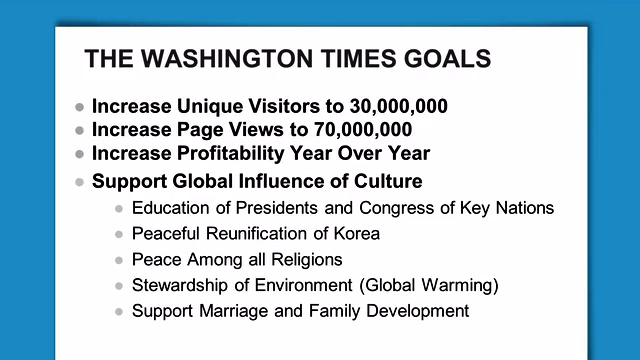 THE WASHINGTON TIMES GOALS
● Increase Unique Visitors to 30,000,000
● Increase Page Views to 70,000,000
● Increase Profitability Year Over Year
● Support Global Influence of Culture
● Education of Presidents and Congress of Key Nations
● Peaceful Reunification of Korea
● Peace Among all Religions
● Stewardship of Environment (Global Warming)
● Support Marriage and Family Development